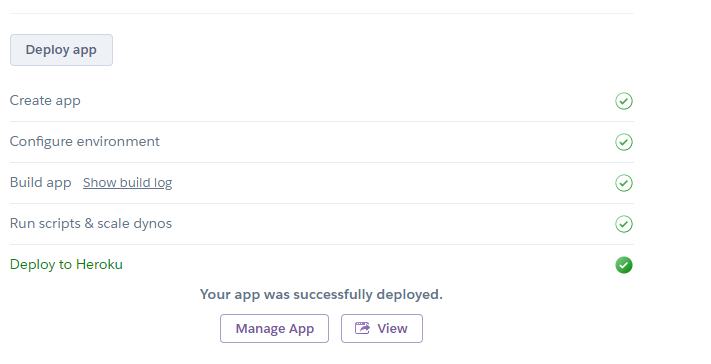 Deploy app
Create app
Configure environment
Build app Show build log
Run scripts & scale dynos
Deploy to Heroku
Your app was successfully deployed.
Manage App View